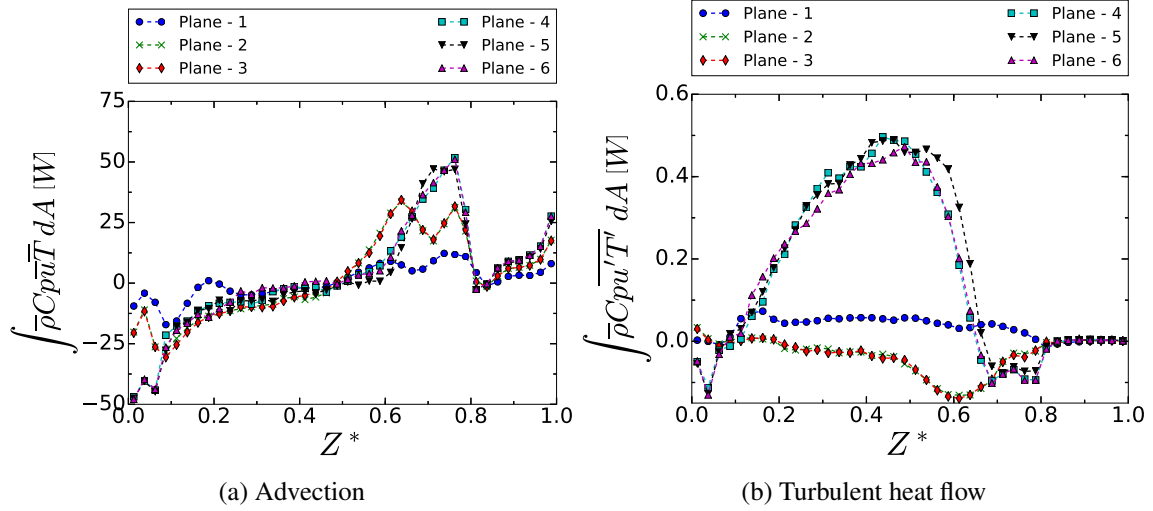 Plane - 1 Plane - 4
Plane - 2 Plane - 5
Plane - 3 Plane - 6
75
50
25
0
−25
−50
0.0 0.2 0.4 0.6 0.8 1.0
∫ρ̅Cpu̅T̅ dA [W]
Z*
(a) Advection
Plane - 1 Plane - 4
Plane - 2 Plane - 5
Plane - 3 Plane - 6
0.6
0.4
0.2
0.0
0.0 0.2 0.4 0.6 0.8 1.0
∫ρ̅Cp\overline{u'T'} dA [W]
Z*
(b) Turbulent heat flow